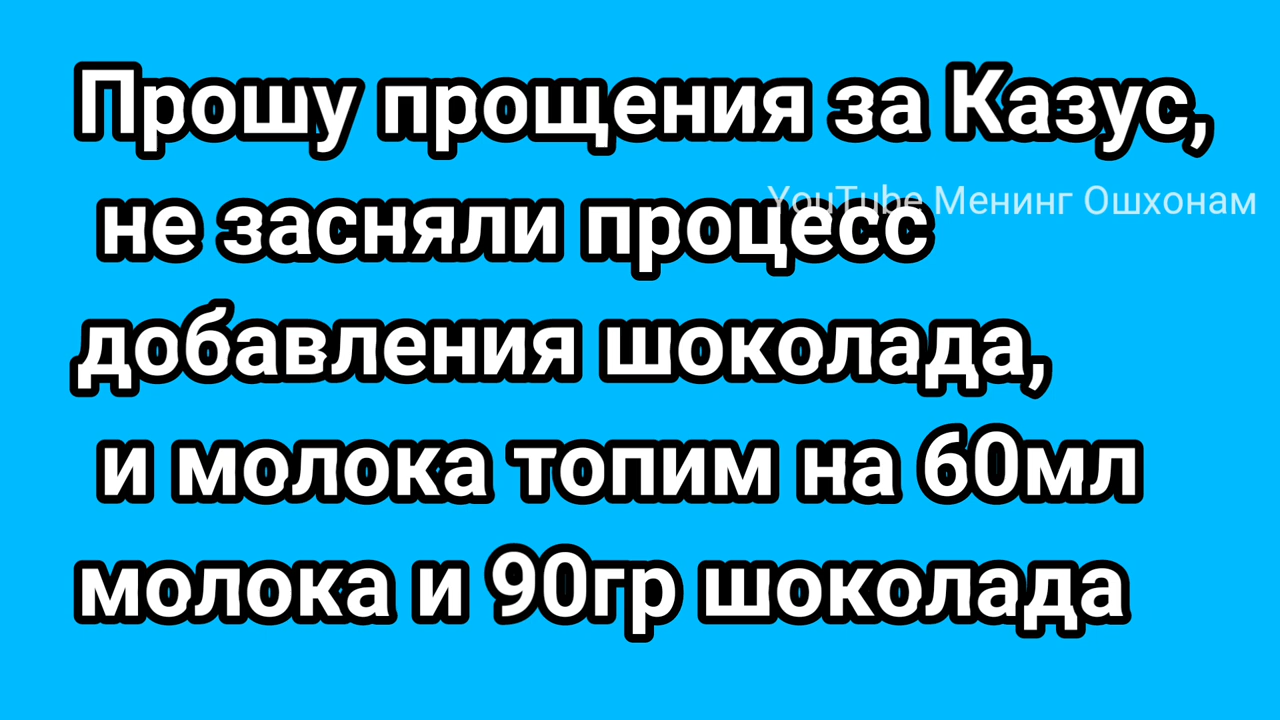 Прошу прощения за Казус,
YouTube Менинг Ошхонам
не засняли процесс
добавления шоколада,
и молока топим на 60мл
молока и 90гр шоколада